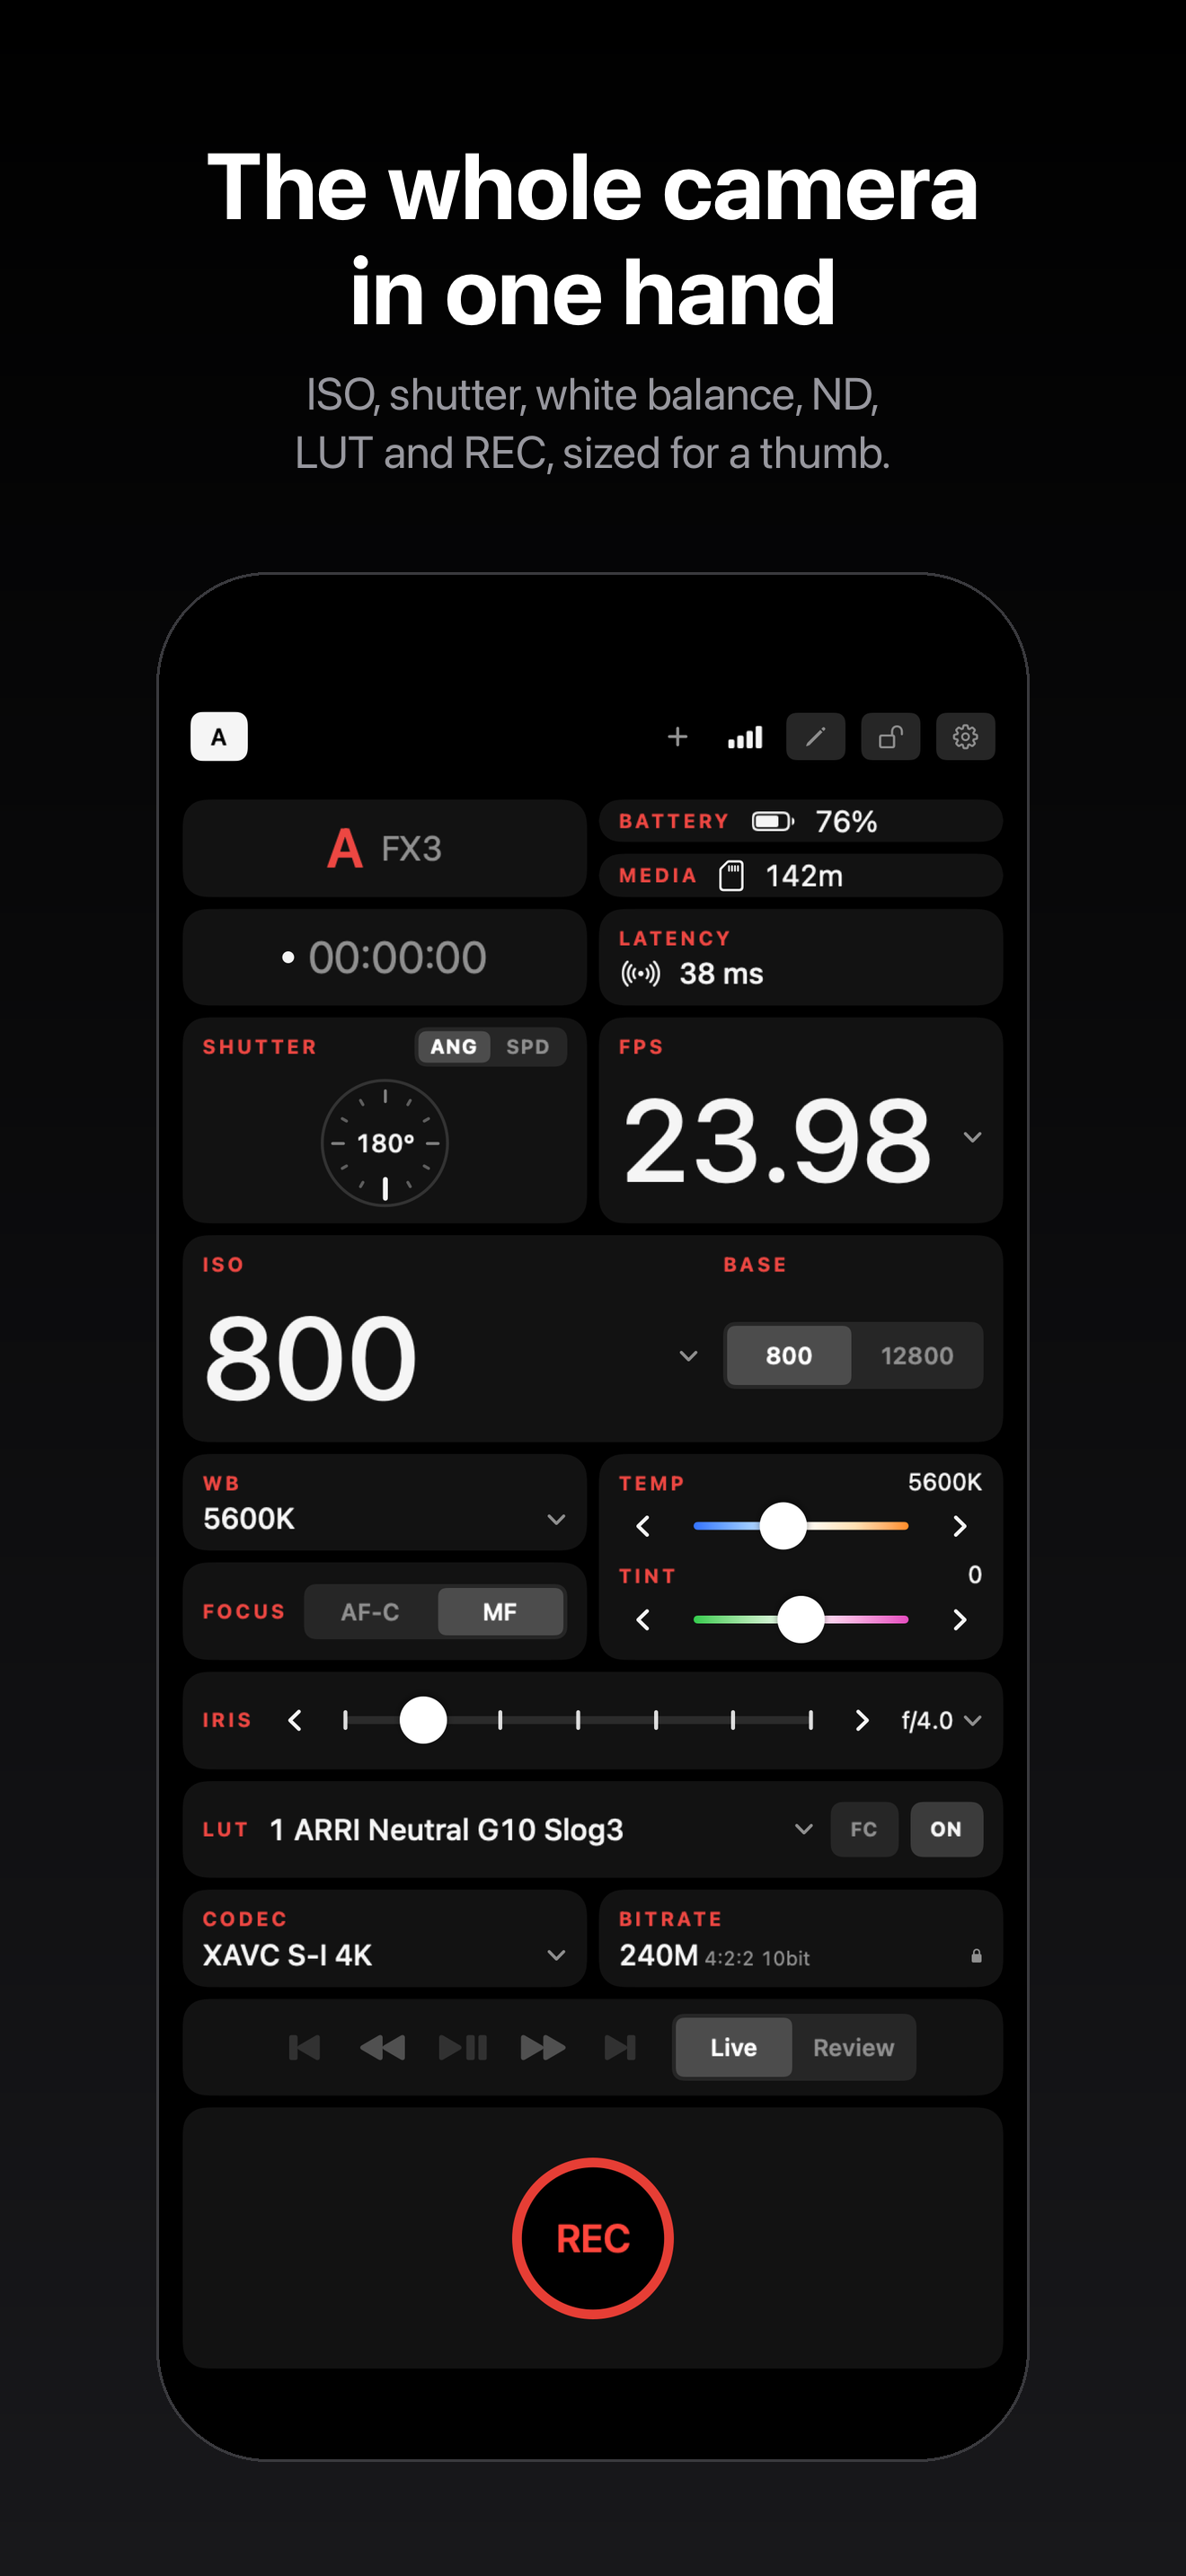 The whole camera
in one hand
ISO, shutter, white balance, ND,
LUT and REC, sized for a thumb.
A
A FX3
BATTERY 76%
MEDIA 142m
00:00:00
LATENCY
38 ms
SHUTTER ANG SPD
180°
FPS
23.98
ISO
800
BASE
800 12800
WB
5600K
TEMP 5600K
TINT 0
FOCUS AF-C MF
IRIS f/4.0
LUT 1 ARRI Neutral G10 Slog3 FC ON
CODEC
XAVC S-I 4K
BITRATE
240M 4:2:2 10bit
Live Review
REC